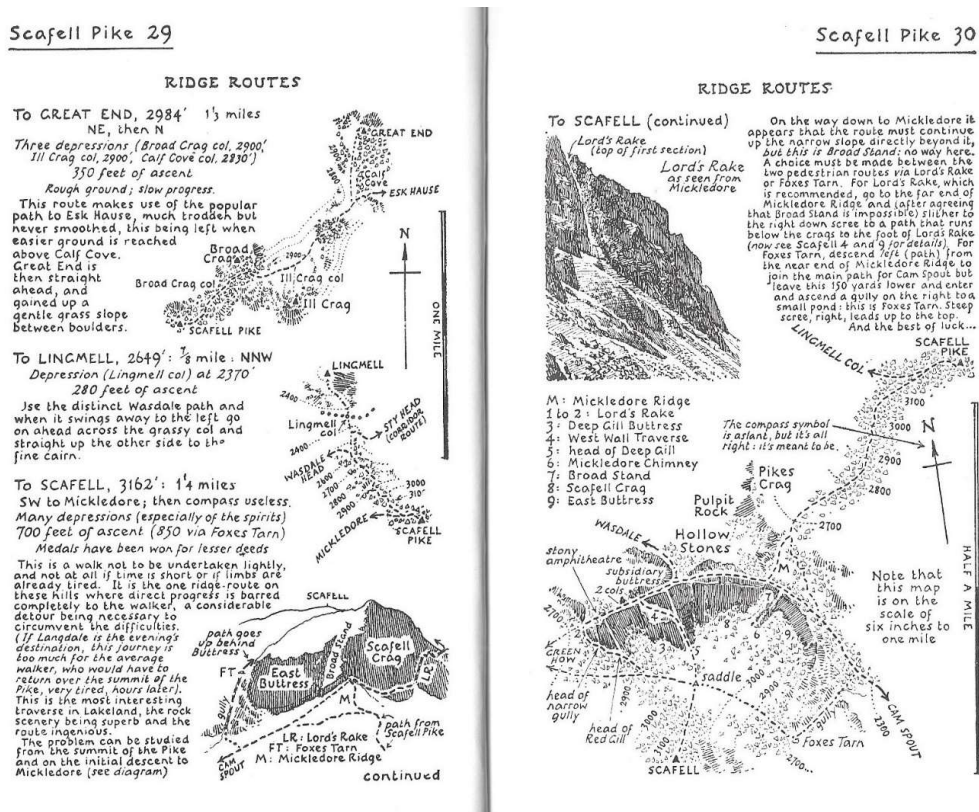 Scafell Pike 29
RIDGE ROUTES
To GREAT END, 2984' 1⅓ miles
NE, then N
Three depressions (Broad Crag col, 2900,'
Ill Crag col, 2900,' Calf Cove col, 2830')
350 feet of ascent
Rough ground; slow progress.
This route makes use of the popular
path to Esk Hause, much trodden but
never smoothed, this being left when
easier ground is reached
above Calf Cove.
Great End is
then straight
ahead, and
gained up a
gentle grass slope
between boulders.
GREAT END
2800
Calf
Cove
ESK HAUSE
Broad
Crag
2900
Broad Crag col
Ill Crag col
Ill Crag
SCAFELL PIKE
N
ONE MILE
To LINGMELL, 2649': ⅞ mile: NNW
Depression (Lingmell col) at 2370'
280 feet of ascent
Use the distinct Wasdale path and
when it swings away to the left go
on ahead across the grassy col and
straight up the other side to the
fine cairn.
LINGMELL
2400
Lingmell
col
STY HEAD
(CORRIDOR
ROUTE)
2400
WASDALE
HEAD
2700
2800
2900
3000
310
MICKLEDORE
SCAFELL
PIKE
To SCAFELL, 3162': 1¼ miles
SW to Mickledore; then compass useless.
Many depressions (especially of the spirits)
700 feet of ascent (850 via Foxes Tarn)
Medals have been won for lesser deeds
This is a walk not to be undertaken lightly,
and not at all if time is short or if limbs are
already tired. It is the one ridge-route on
these hills where direct progress is barred
completely to the walker, a considerable
detour being necessary to
circumvent the difficulties.
(If Langdale is the evening's
destination, this journey is
too much for the average
walker, who would have to
return over the summit of the
Pike, very tired, hours later).
This is the most interesting
traverse in Lakeland, the rock
scenery being superb and the
route ingenious.
The problem can be studied
from the summit of the Pike
and on the initial descent to
Mickledore (see diagram)
SCAFELL
path goes
up behind
Buttress
FT
East
Buttress
Broad Stand
Scafell
Crag
LR
M
gully
path from
Scafell Pike
LR: Lord's Rake
FT: Foxes Tarn
M: Mickledore Ridge
CAM
SPOUT
continued
Scafell Pike 30
RIDGE ROUTES
To SCAFELL (continued)
Lord's Rake
(top of first section)
Lord's Rake
as seen from
Mickledore
On the way down to Mickledore it
appears that the route must continue
up the narrow slope directly beyond it,
but this is Broad Stand: no way here.
A choice must be made between the
two pedestrian routes via Lord's Rake
or Foxes Tarn. For Lord's Rake, which
is recommended, go to the far end of
Mickledore Ridge and (after agreeing
that Broad Stand is impossible) slither to
the right down scree to a path that runs
below the crags to the foot of Lord's Rake
(now see Scafell 4 and 9 for details). For
Foxes Tarn, descend left (path) from
the near end of Mickledore Ridge to
join the main path for Cam Spout but
leave this 150 yards lower and enter
and ascend a gully on the right to a
small pond: this is Foxes Tarn. Steep
scree, right, leads up to the top.
And the best of luck...
M: Mickledore Ridge
1 to 2: Lord's Rake
3: Deep Gill Buttress
4: West Wall Traverse
5: head of Deep Gill
6: Mickledore Chimney
7: Broad Stand
8: Scafell Crag
9: East Buttress
LINGMELL COL
SCAFELL
PIKE
3100
3000
2900
2800
2700
The compass symbol
is aslant, but it's all
right: it's meant to be.
N
Pikes
Crag
Pulpit
Rock
Hollow
Stones
WASDALE
stony
amphitheatre
subsidiary
buttress
2 cols
M
2700
4
3
8
6
9
GREEN
HOW
saddle
head of
narrow
gully
2900
head of
Red Gill
3000
3100
3000
2900
gully
Foxes Tarn
2700...
2300
CAM SPOUT
SCAFELL
Note that
this map
is on the
scale of
six inches to
one mile
HALF A MILE